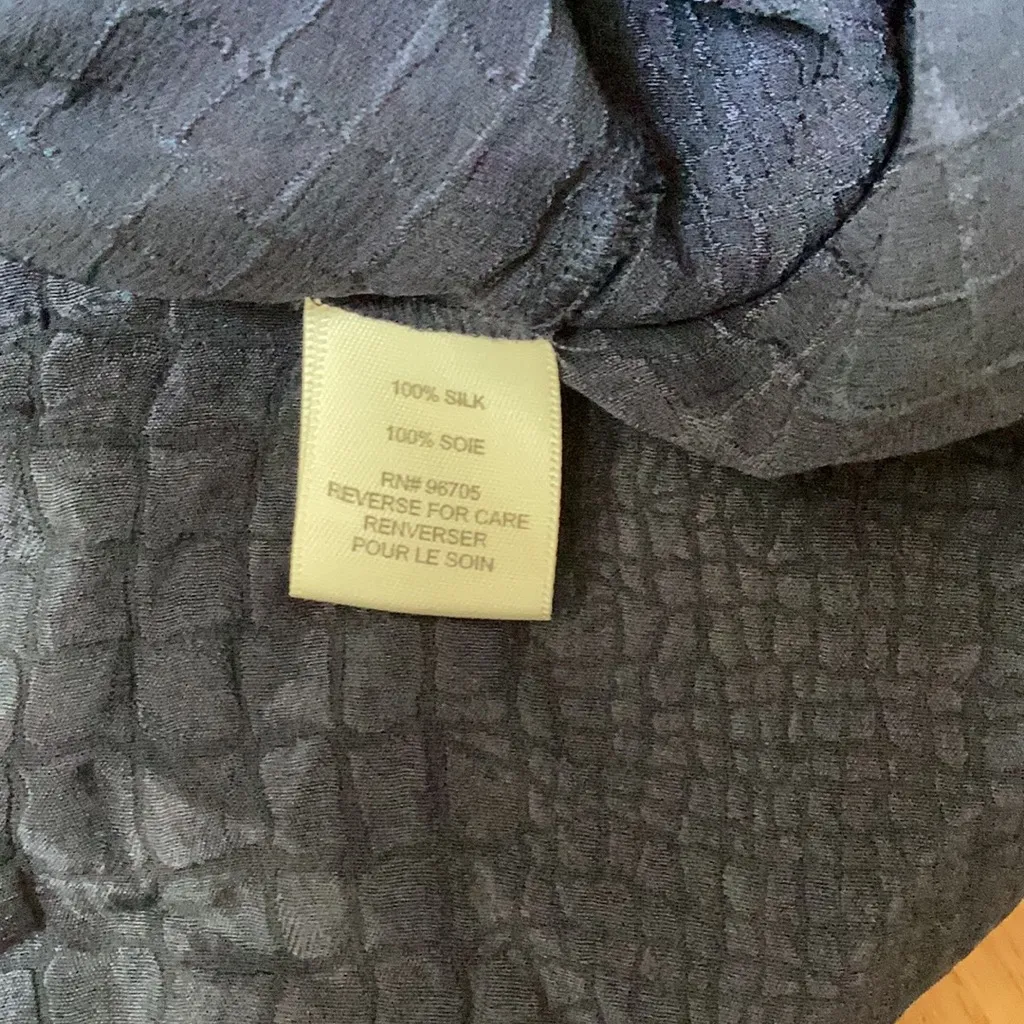 100% SILK
100% SOIE
RN# 96705
REVERSE FOR CARE
RENVERSER
POUR LE SOIN